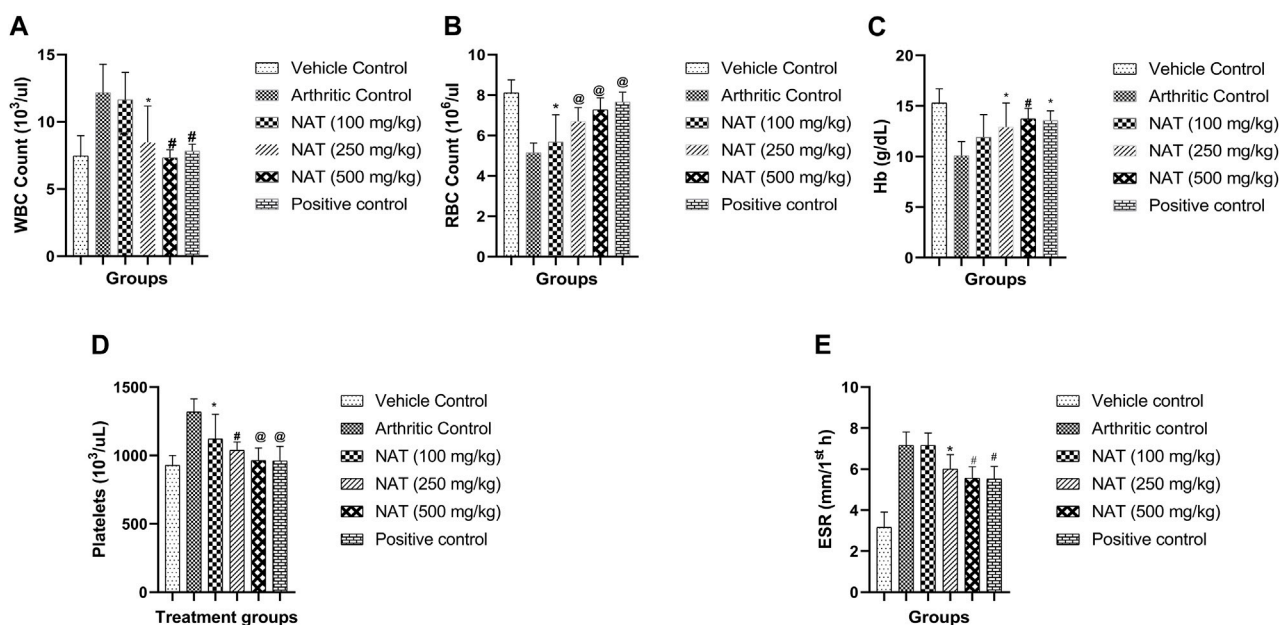 A
WBC Count (10³/ul)
15
10
5
0
*
#
#
Groups
Vehicle Control
Arthritic Control
NAT (100 mg/kg)
NAT (250 mg/kg)
NAT (500 mg/kg)
Positive control
B
RBC Count (10⁶/ul
10
8
6
4
2
0
*
@
@
@
Groups
Vehicle Control
Arthritic Control
NAT (100 mg/kg)
NAT (250 mg/kg)
NAT (500 mg/kg)
Positive control
C
Hb (g/dL)
20
15
10
5
0
*
#
*
Groups
Vehicle Control
Arthritic Control
NAT (100 mg/kg)
NAT (250 mg/kg)
NAT (500 mg/kg)
Positive control
D
Platelets (10³/uL)
1500
1000
500
0
*
#
@
@
Treatment groups
Vehicle Control
Arthritic Control
NAT (100 mg/kg)
NAT (250 mg/kg)
NAT (500 mg/kg)
Positive control
E
ESR (mm/1ˢᵗ h)
10
8
6
4
2
0
*
#
#
Groups
Vehicle control
Arthritic control
NAT (100 mg/kg)
NAT (250 mg/kg)
NAT (500 mg/kg)
Positive control